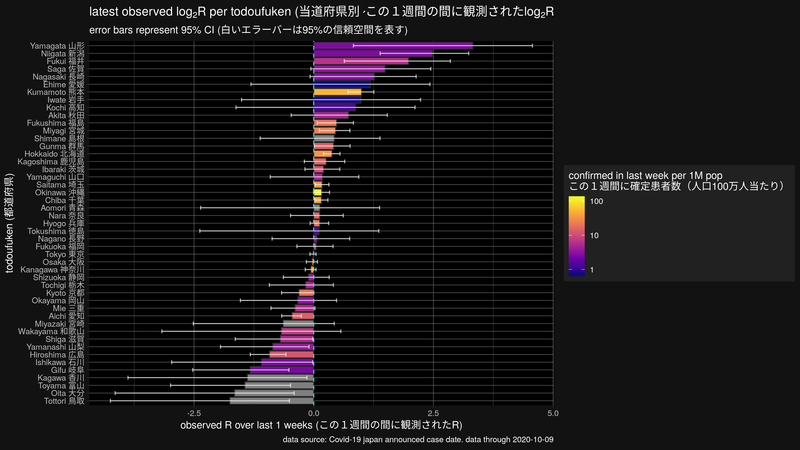 latest observed log2R per todoufuken (当道府県別·この１週間の間に観測されたlog2R
error bars represent 95% CI (白いエラーバーは95%の信頼空間を表す)
todoufuken (都道府県)
Yamagata 山形
Niigata 新潟
Fukui 福井
Saga 佐賀
Nagasaki 長崎
Ehime 愛媛
Kumamoto 熊本
Iwate 岩手
Kochi 高知
Akita 秋田
Fukushima 福島
Miyagi 宮城
Shimane 島根
Gunma 群馬
Hokkaido 北海道
Kagoshima 鹿児島
Ibaraki 茨城
Yamaguchi 山口
Saitama 埼玉
Okinawa 沖縄
Chiba 千葉
Aomori 青森
Nara 奈良
Hyogo 兵庫
Tokushima 徳島
Nagano 長野
Fukuoka 福岡
Tokyo 東京
Osaka 大阪
Kanagawa 神奈川
Shizuoka 静岡
Tochigi 栃木
Kyoto 京都
Okayama 岡山
Mie 三重
Aichi 愛知
Miyazaki 宮崎
Wakayama 和歌山
Shiga 滋賀
Yamanashi 山梨
Hiroshima 広島
Ishikawa 石川
Gifu 岐阜
Kagawa 香川
Toyama 富山
Oita 大分
Tottori 鳥取
-2.5 0.0 2.5 5.0
observed R over last 1 weeks (この１週間の間に観測されたR)
data source: Covid-19 japan announced case date. data through 2020-10-09
confirmed in last week per 1M pop
この１週間に確定患者数（人口100万人当たり）
100
10
1